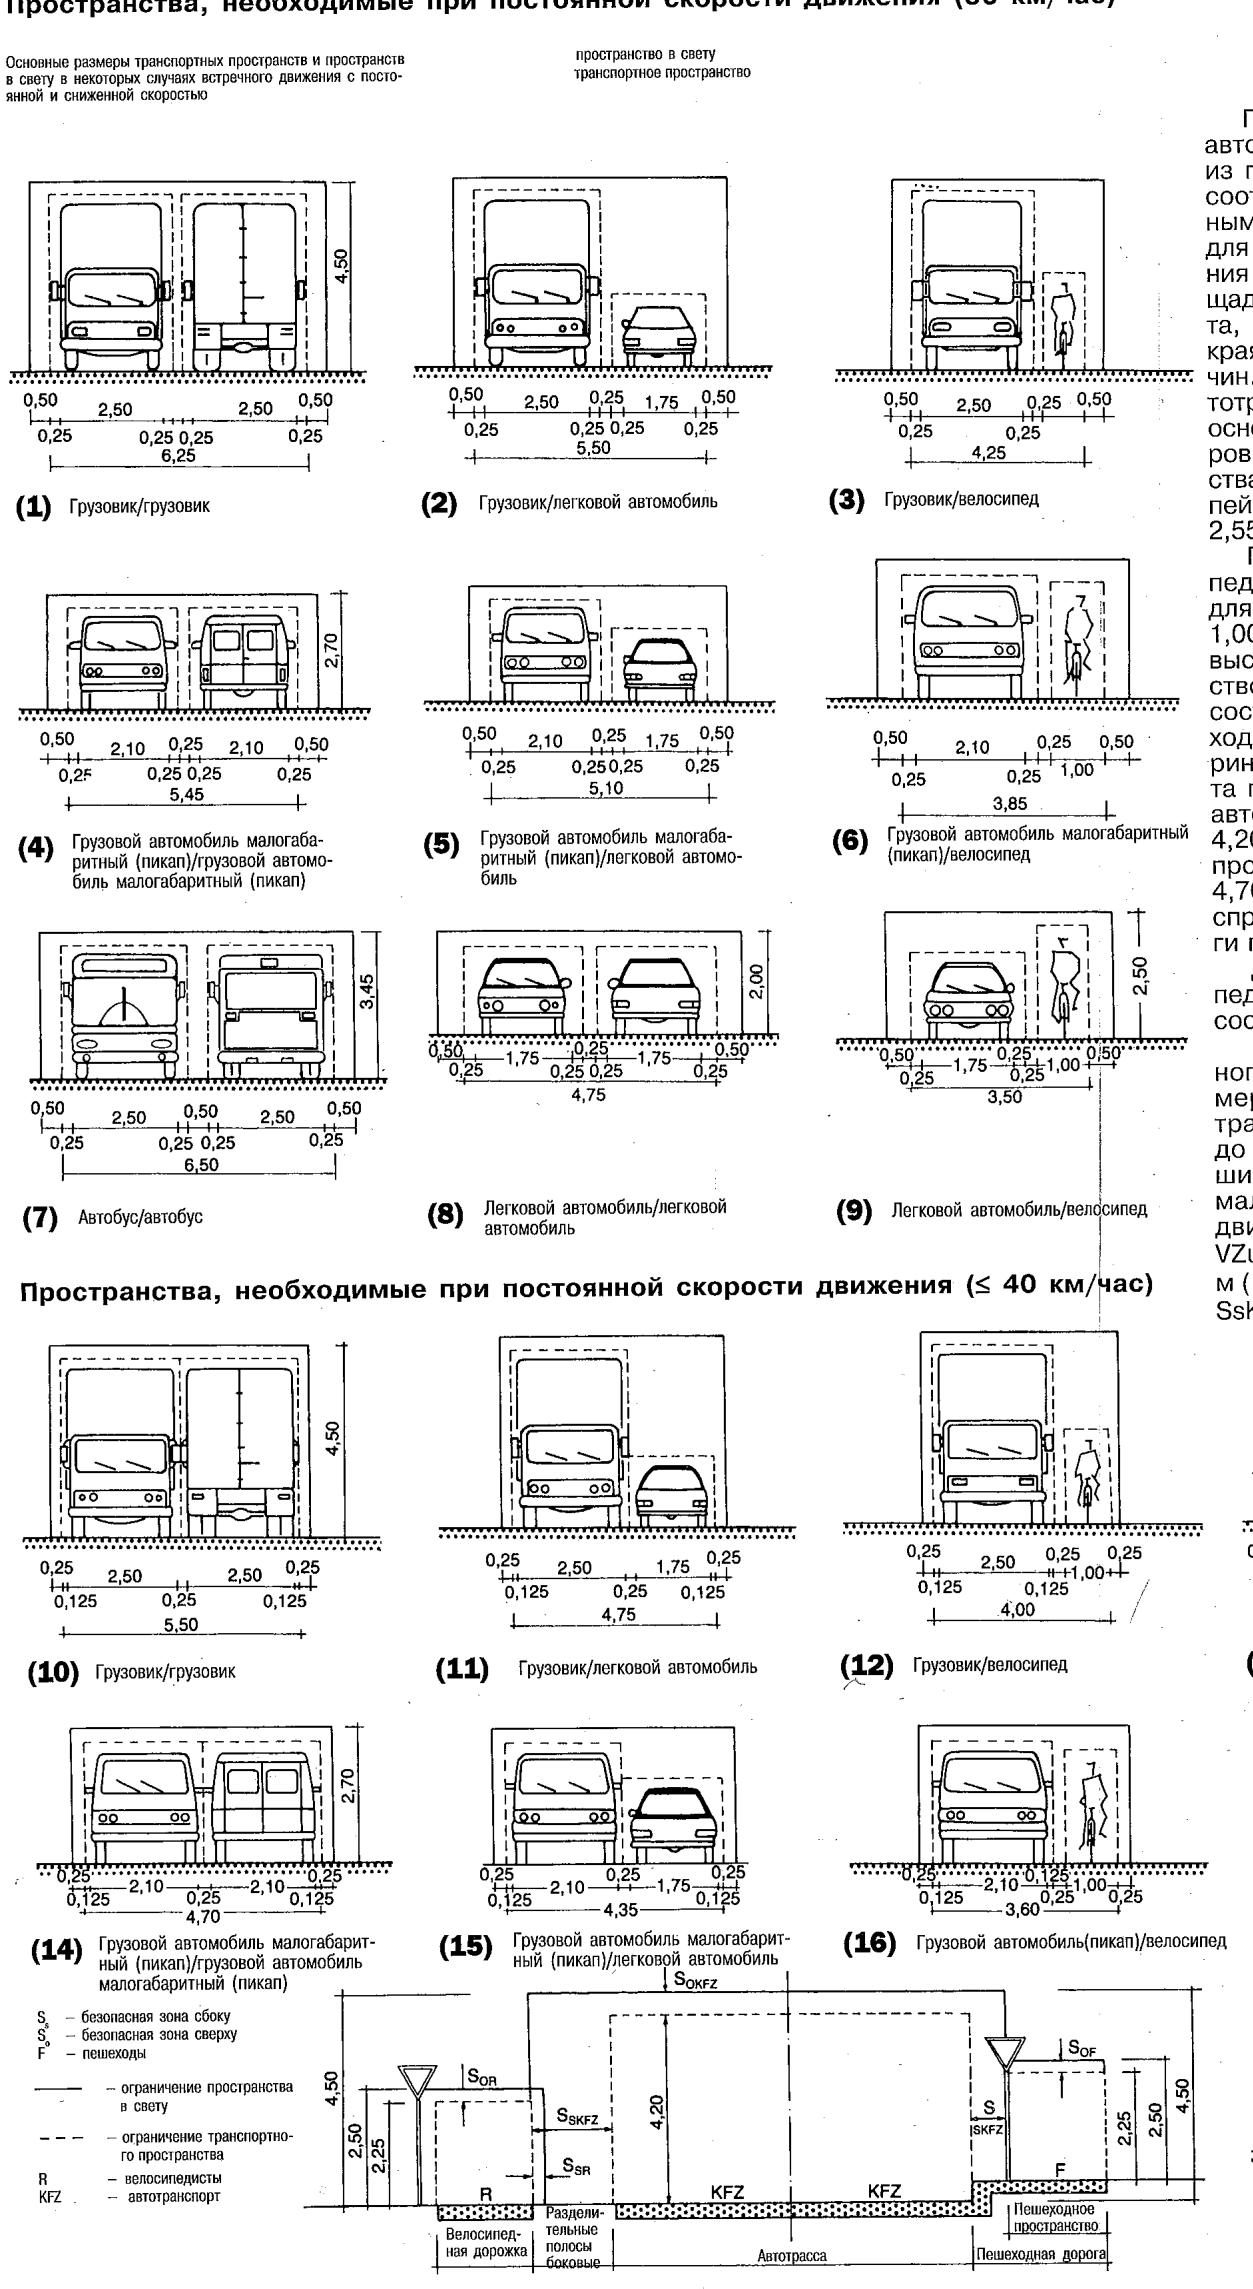 Пространства, необходимые при постоянной скорости движения (50 км/час)
Основные размеры транспортных пространств и пространств
в свету в некоторых случаях встречного движения с посто-
янной и сниженной скоростью
пространство в свету
транспортное пространство
4,50
0,50 2,50 2,50 0,50
0,25 0,25 0,25 0,25
6,25
(1) Грузовик/грузовик
0,50 2,50 0,25 1,75 0,50
0,25 0,25 0,25 0,25
5,50
(2) Грузовик/легковой автомобиль
0,50 2,50 0,25 0,50
0,25 0,25
4,25
(3) Грузовик/велосипед
2,70
0,50 2,10 0,25 2,10 0,50
0,25 0,25 0,25 0,25
5,45
(4) Грузовой автомобиль малогаба-
ритный (пикап)/грузовой автомо-
биль малогабаритный (пикап)
0,50 2,10 0,25 1,75 0,50
0,25 0,25 0,25 0,25
5,10
(5) Грузовой автомобиль малогаба-
ритный (пикап)/легковой автомо-
биль
0,50 2,10 0,25 0,50
0,25 0,25 1,00
3,85
(6) Грузовой автомобиль малогабаритный
(пикап)/велосипед
3,45
0,50 2,50 0,50 2,50 0,50
0,25 0,25 0,25 0,25
6,50
(7) Автобус/автобус
2,00
0,50 1,75 0,25 1,75 0,50
0,25 0,25 0,25 0,25
4,75
(8) Легковой автомобиль/легковой
автомобиль
2,50
0,50 1,75 0,25 1,00 0,50
0,25 0,25
3,50
(9) Легковой автомобиль/велосипед
Пространства, необходимые при постоянной скорости движения (≤ 40 км/час)
4,50
0,25 2,50 2,50 0,25
0,125 0,25 0,125
5,50
(10) Грузовик/грузовик
0,25 2,50 1,75 0,25
0,125 0,25 0,125
4,75
(11) Грузовик/легковой автомобиль
0,25 2,50 0,25 1,00 0,25
0,125 0,125
4,00
(12) Грузовик/велосипед
2,70
0,25 2,10 2,10 0,25
0,125 0,25 0,125
4,70
(14) Грузовой автомобиль малогабарит-
ный (пикап)/грузовой автомобиль
малогабаритный (пикап)
0,25 2,10 0,25 1,75 0,25
0,125 0,125
4,35
(15) Грузовой автомобиль малогабарит-
ный (пикап)/легковой автомобиль
0,25 2,10 0,125 1,00
0,125 0,25 0,25
3,60
(16) Грузовой автомобиль(пикап)/велосипед
Ss – безопасная зона сбоку
So – безопасная зона сверху
F – пешеходы
– ограничение пространства
в свету
– ограничение транспортно-
го пространства
R – велосипедисты
KFZ – автотранспорт
SOKFZ
4,50
2,50
2,25
SOR
SSKFZ
SSR
4,20
S
SKFZ
SOF
2,25
2,50
4,50
R
KFZ KFZ
F
Велосипед-
ная дорожка
Раздели-
тельные
полосы
боковые
Автотрасса
Пешеходное
пространство
Пешеходная дорога